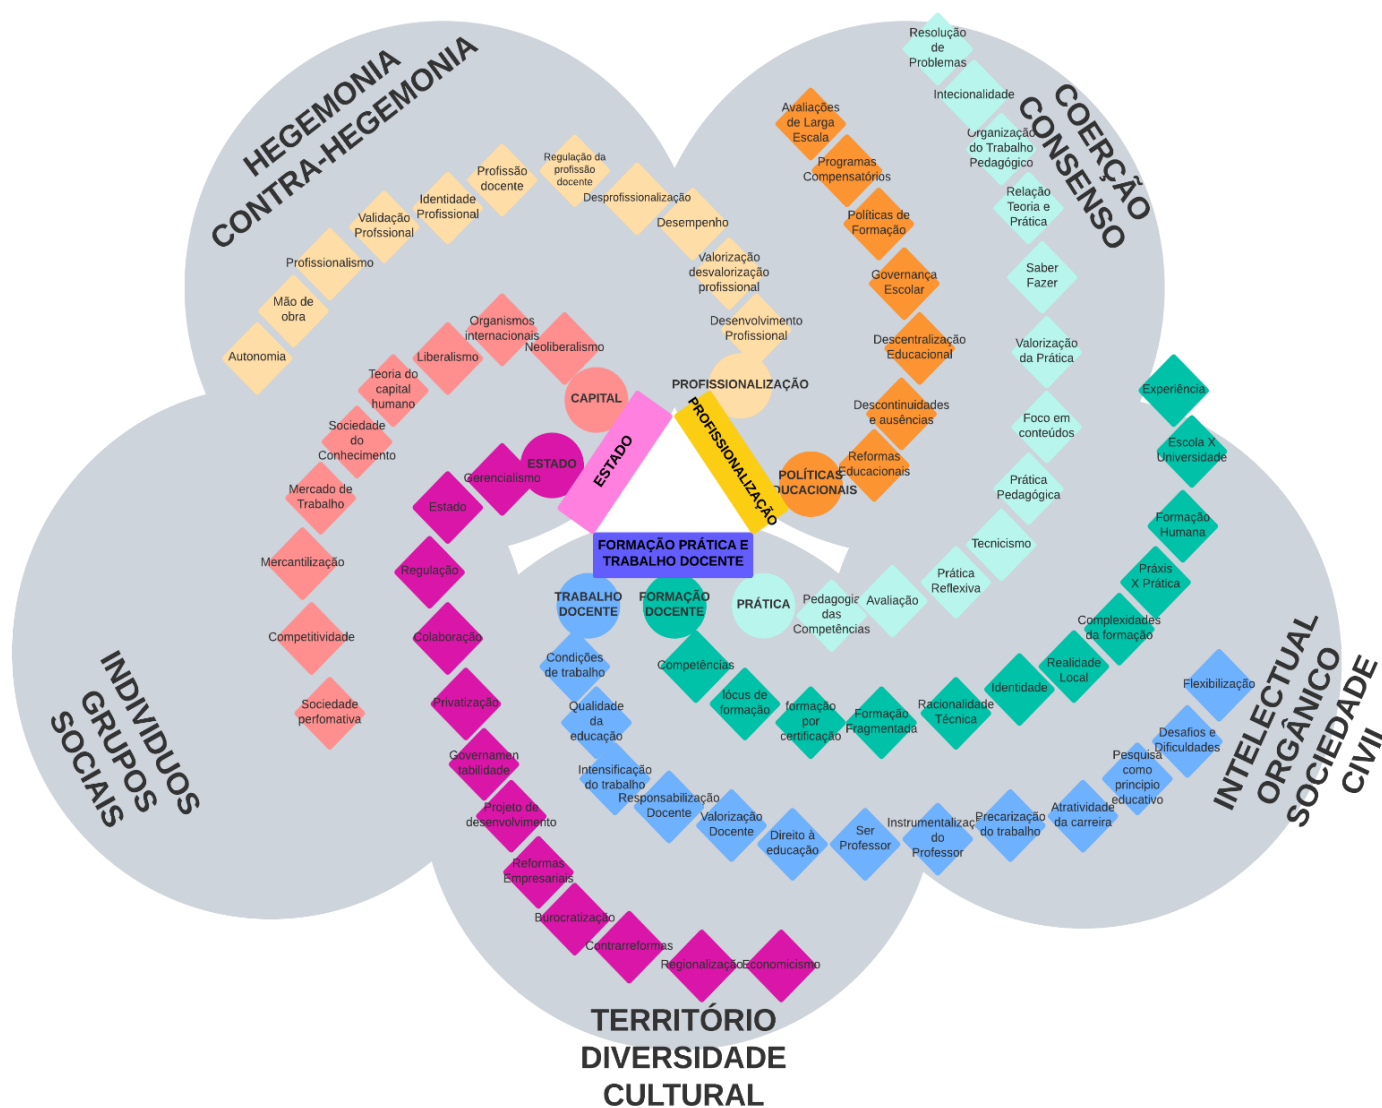 HEGEMONIA
CONTRA-HEGEMONIA
COERÇÃO
CONSENSO
INDIVIDUOS
GRUPOS
SOCIAIS
INTELECTUAL
ORGÂNICO
SOCIEDADE
CIVIl
TERRITÓRIO
DIVERSIDADE
CULTURAL
ESTADO
PROFISSIONALIZAÇÃO
FORMAÇÃO PRÁTICA E
TRABALHO DOCENTE
PROFISSIONALIZAÇÃO
Desenvolvimento
Profissional
Valorização
desvalorização
profissional
Desempenho
Desprofissionalização
Regulação da
profissão
docente
Profissão
docente
Identidade
Profissional
Validação
Profssional
Profissionalismo
Mão de
obra
Autonomia
CAPITAL
Neoliberalismo
Organismos
internacionais
Liberalismo
Teoria do
capital
humano
Sociedade
do
Conhecimento
Mercado de
Trabalho
Mercantilização
Competitividade
Sociedade
perfomativa
ESTADO
Gerencialismo
Estado
Regulação
Colaboração
Privatização
Governamen
tabilidade
Projeto de
desenvolvimento
Reformas
Empresariais
Burocratização
Contrarreformas
Regionalização
Economicismo
POLÍTICAS
DUCACIONAIS
Reformas
Educacionais
Descontinuidades
e ausências
Descentralização
Educacional
Governança
Escolar
Políticas de
Formação
Programas
Compensatórios
Avaliações
de Larga
Escala
PRÁTICA
Pedagogia
das
Competências
Avaliação
Prática
Reflexiva
Tecnicismo
Prática
Pedagógica
Foco em
conteúdos
Valorização
da Prática
Saber
Fazer
Relação
Teoria e
Prática
Organização
do Trabalho
Pedagógico
Intecionalidade
Resolução
de
Problemas
FORMAÇÃO
DOCENTE
Competências
lócus de
formação
formação
por
certificação
Formação
Fragmentada
Racionalidade
Técnica
Identidade
Realidade
Local
Complexidades
da formação
Práxis
X Prática
Formação
Humana
Escola X
Universidade
Experiência
TRABALHO
DOCENTE
Condições
de trabalho
Qualidade
da
educação
Intensificação
do trabalho
Responsabilização
Docente
Valorização
Docente
Direito à
educação
Ser
Professor
Instrumentalizaç
do
Professor
Precarização
do trabalho
Atratividade
da carreira
Pesquisa
como
principio
educativo
Desafios e
Dificuldades
Flexibilização